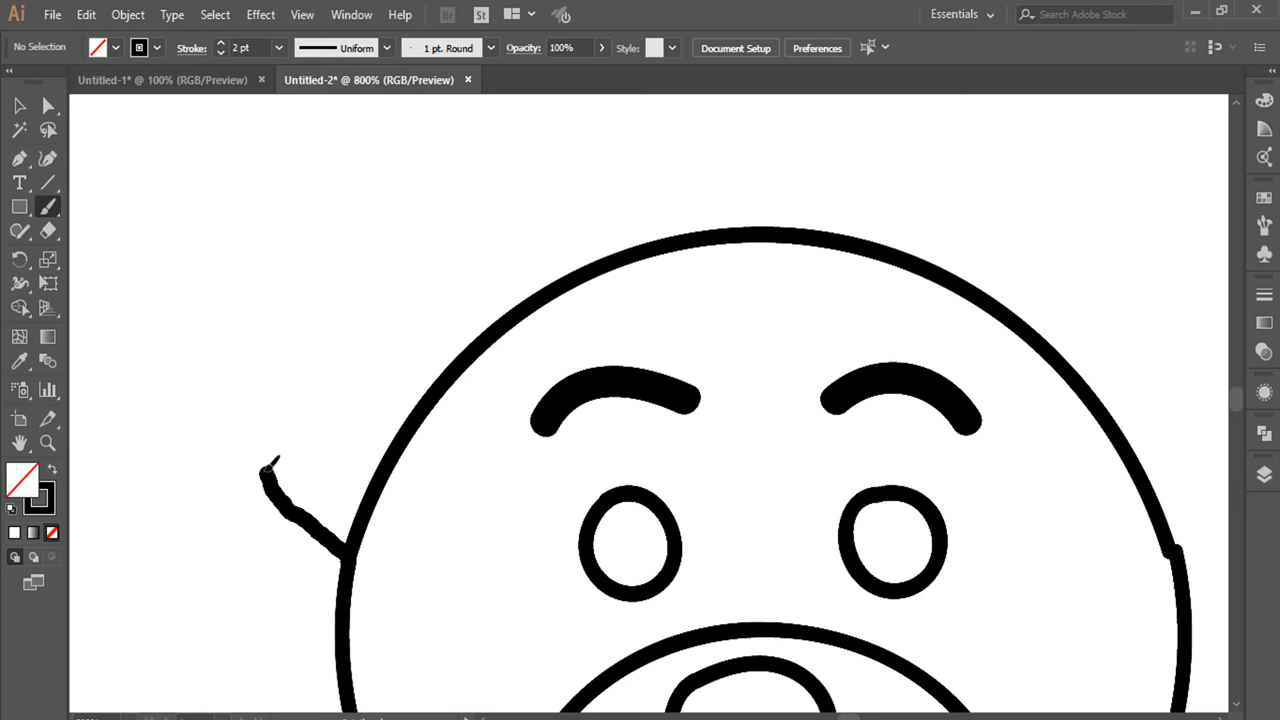 Ai File Edit Object Type Select Effect View Window Help Br St Essentials Search Adobe Stock
No Selection Stroke: 2 pt Uniform 1 pt. Round Opacity: 100% Style: Document Setup Preferences
Untitled-1* @ 100% (RGB/Preview) Untitled-2* @ 800% (RGB/Preview)